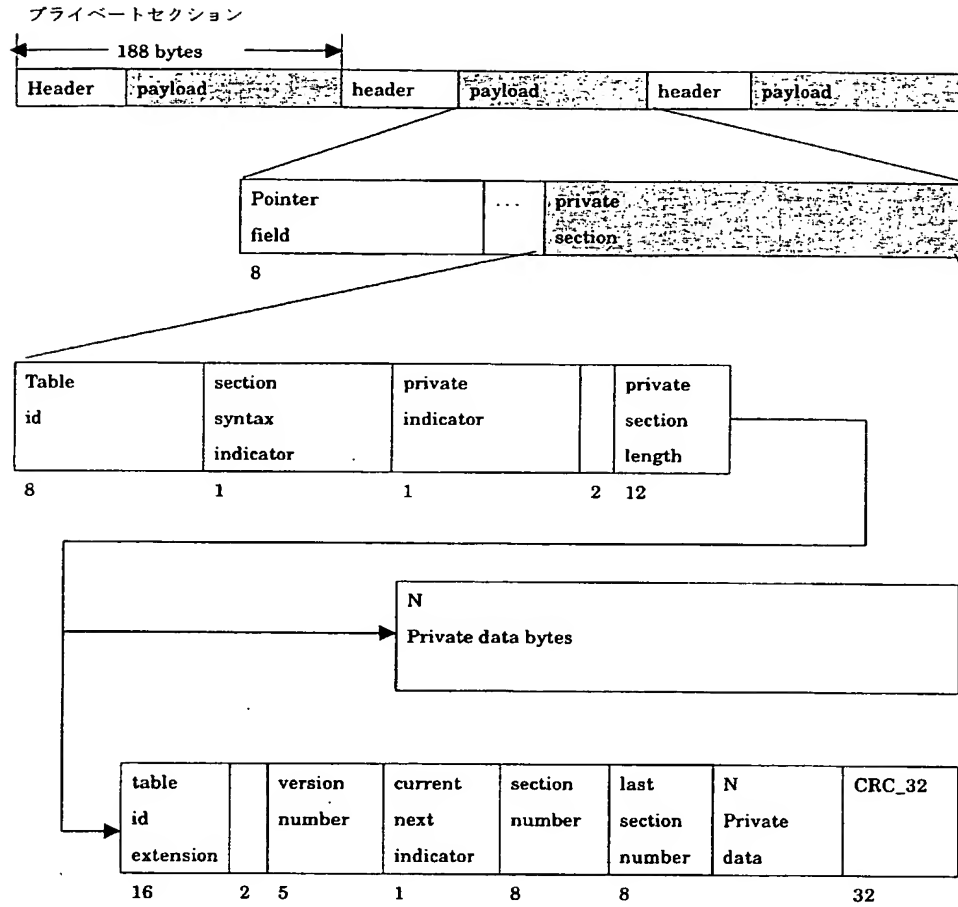 プライベートセクション
188 bytes
Header payload header payload header payload
Pointer ... private
field section
8
Table section private private
id syntax indicator section
indicator length
8 1 1 2 12
N
Private data bytes
table version current section last N CRC_32
id number next number section Private
extension indicator number data
16 2 5 1 8 8 32